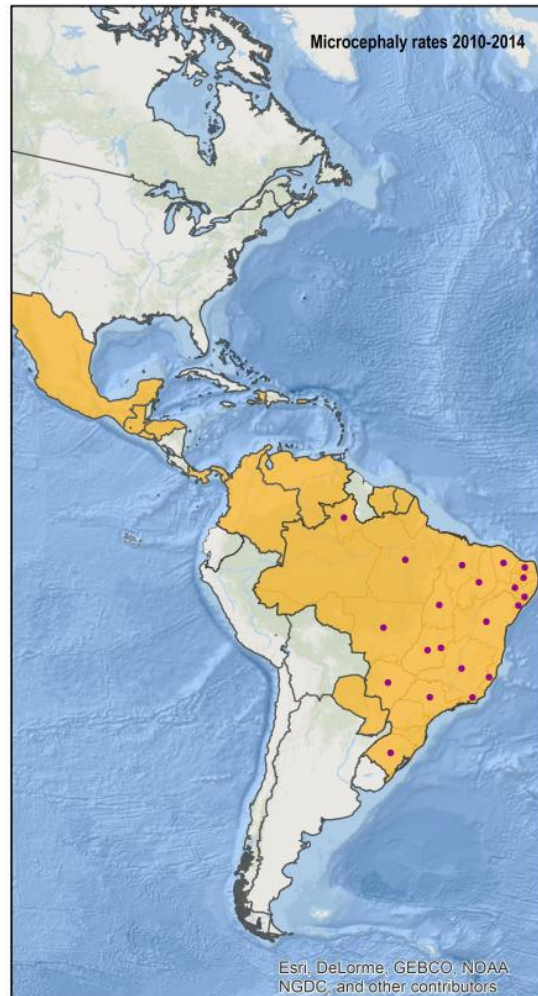 Microcephaly rates 2010-2014
Esri, DeLorme, GEBCO, NOAA
NGDC, and other contributors